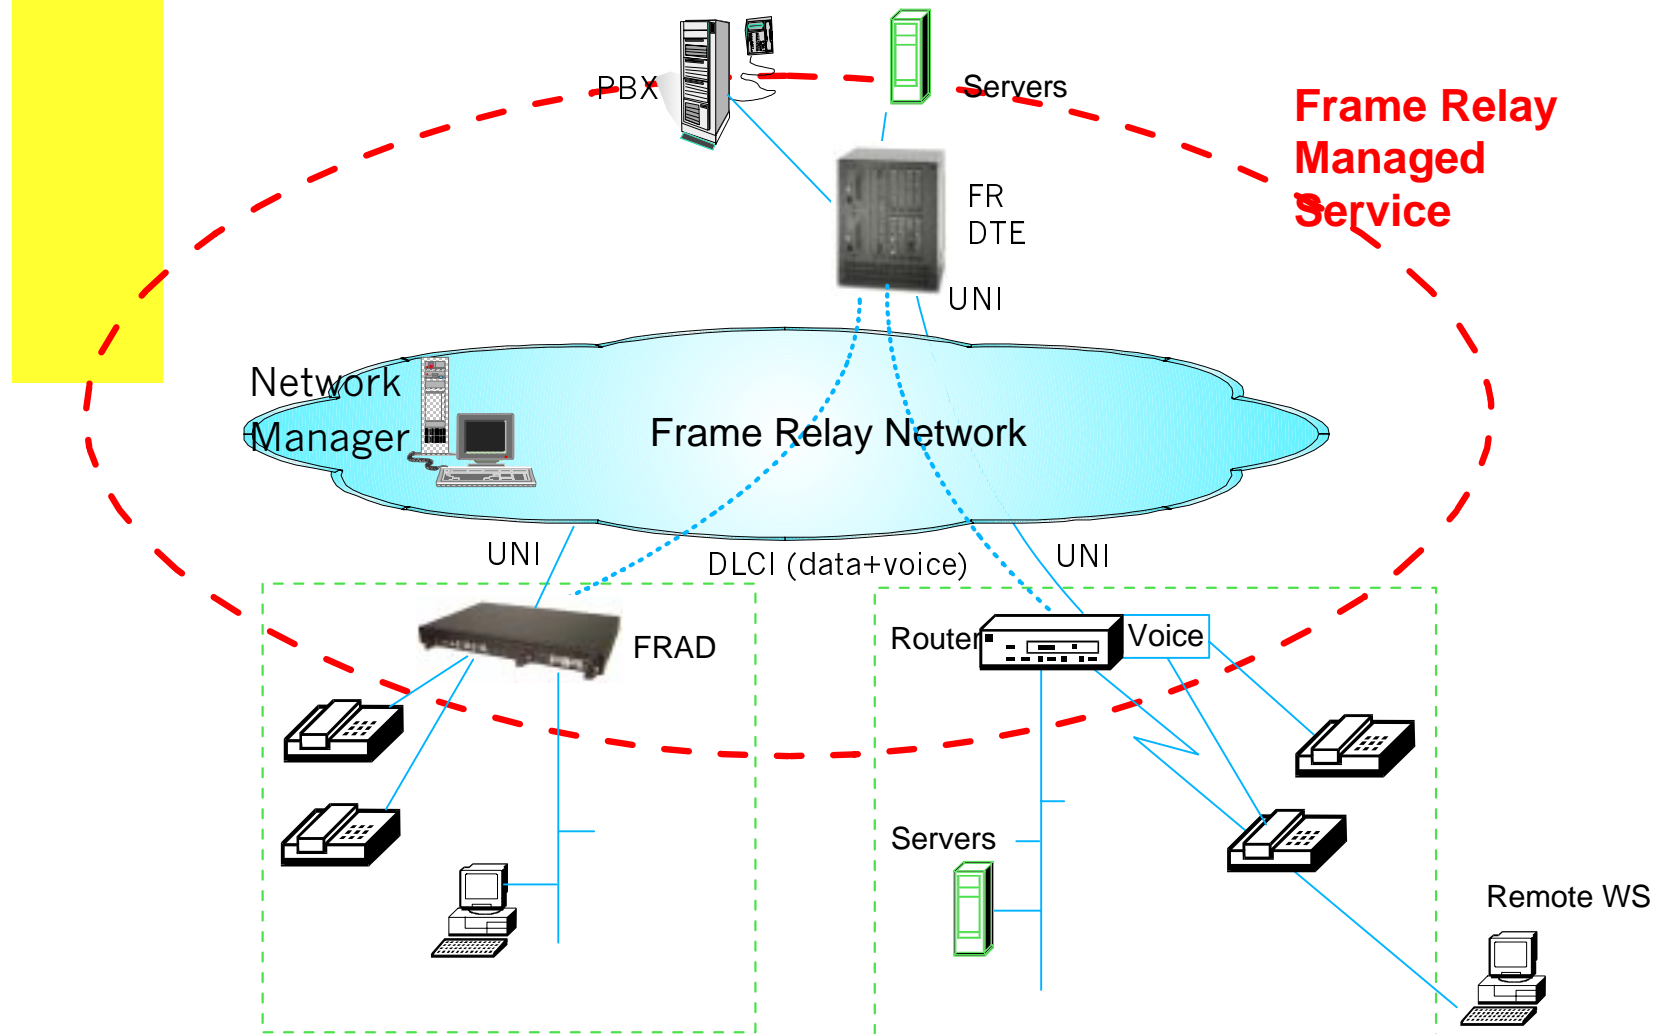 PBX
Servers
Frame Relay
Managed
Service
FR
DTE
UNI
Network
Manager
Frame Relay Network
UNI
DLCI (data+voice)
UNI
FRAD
Router
Voice
Servers
Remote WS